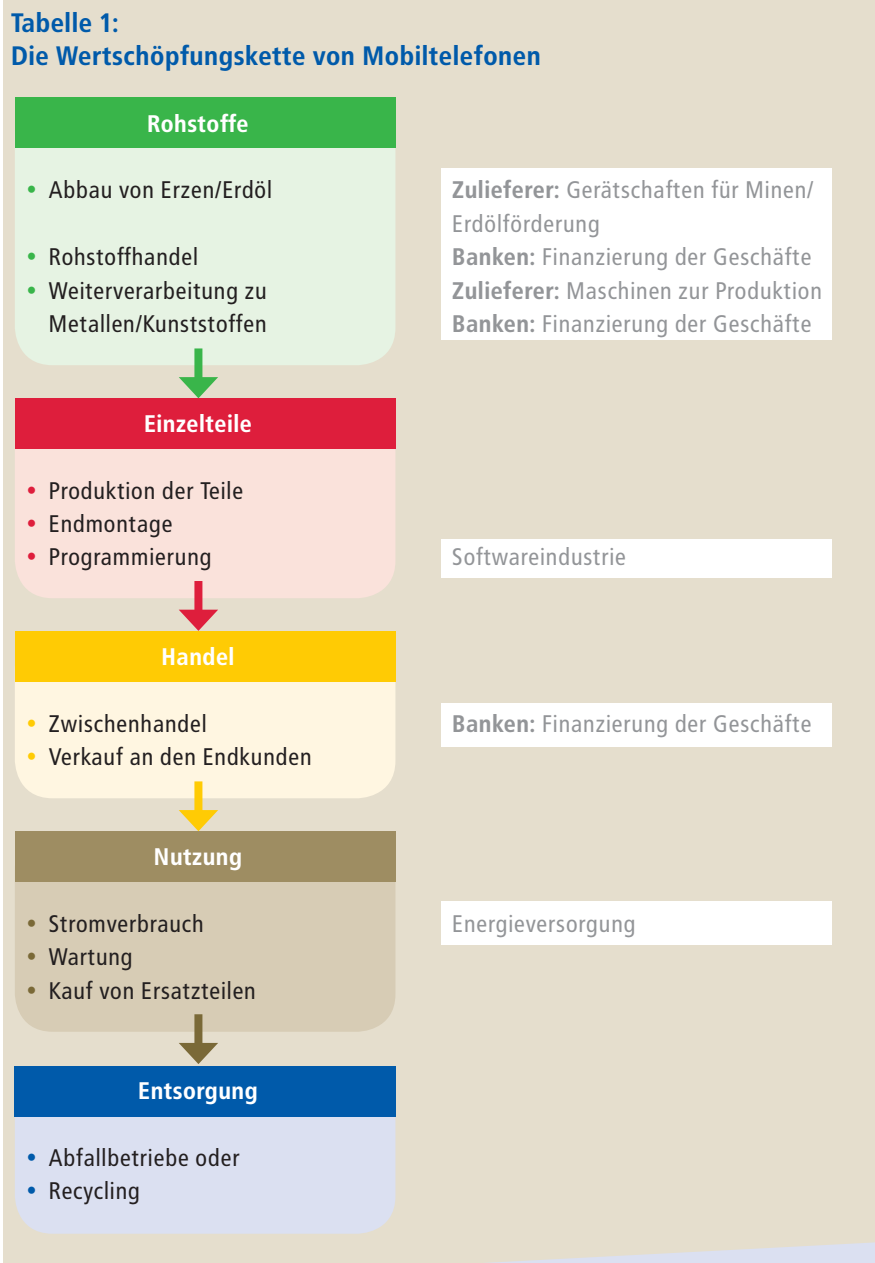 Tabelle 1:
Die Wertschöpfungskette von Mobiltelefonen
Rohstoffe
• Abbau von Erzen/Erdöl
Zulieferer: Gerätschaften für Minen/
Erdölförderung
• Rohstoffhandel
Banken: Finanzierung der Geschäfte
• Weiterverarbeitung zu
Metallen/Kunststoffen
Zulieferer: Maschinen zur Produktion
Banken: Finanzierung der Geschäfte
Einzelteile
• Produktion der Teile
• Endmontage
• Programmierung
Softwareindustrie
Handel
• Zwischenhandel
Banken: Finanzierung der Geschäfte
• Verkauf an den Endkunden
Nutzung
• Stromverbrauch
Energieversorgung
• Wartung
• Kauf von Ersatzteilen
Entsorgung
• Abfallbetriebe oder
• Recycling